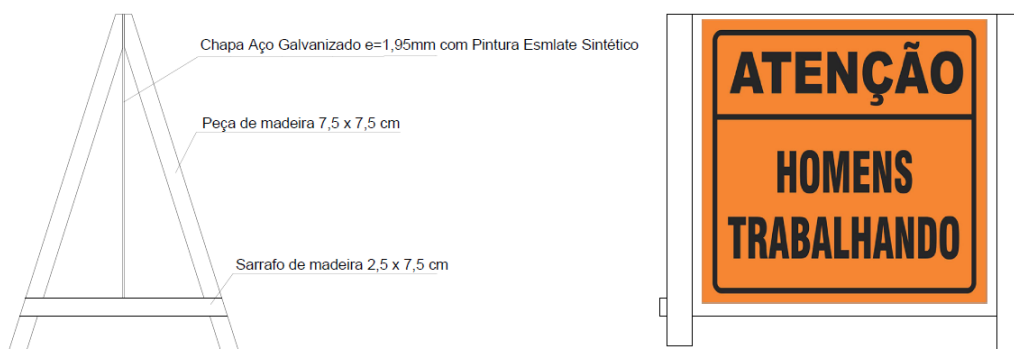 Chapa Aço Galvanizado e=1,95mm com Pintura Esmlate Sintético
Peça de madeira 7,5 x 7,5 cm
Sarrafo de madeira 2,5 x 7,5 cm
ATENÇÃO
HOMENS
TRABALHANDO